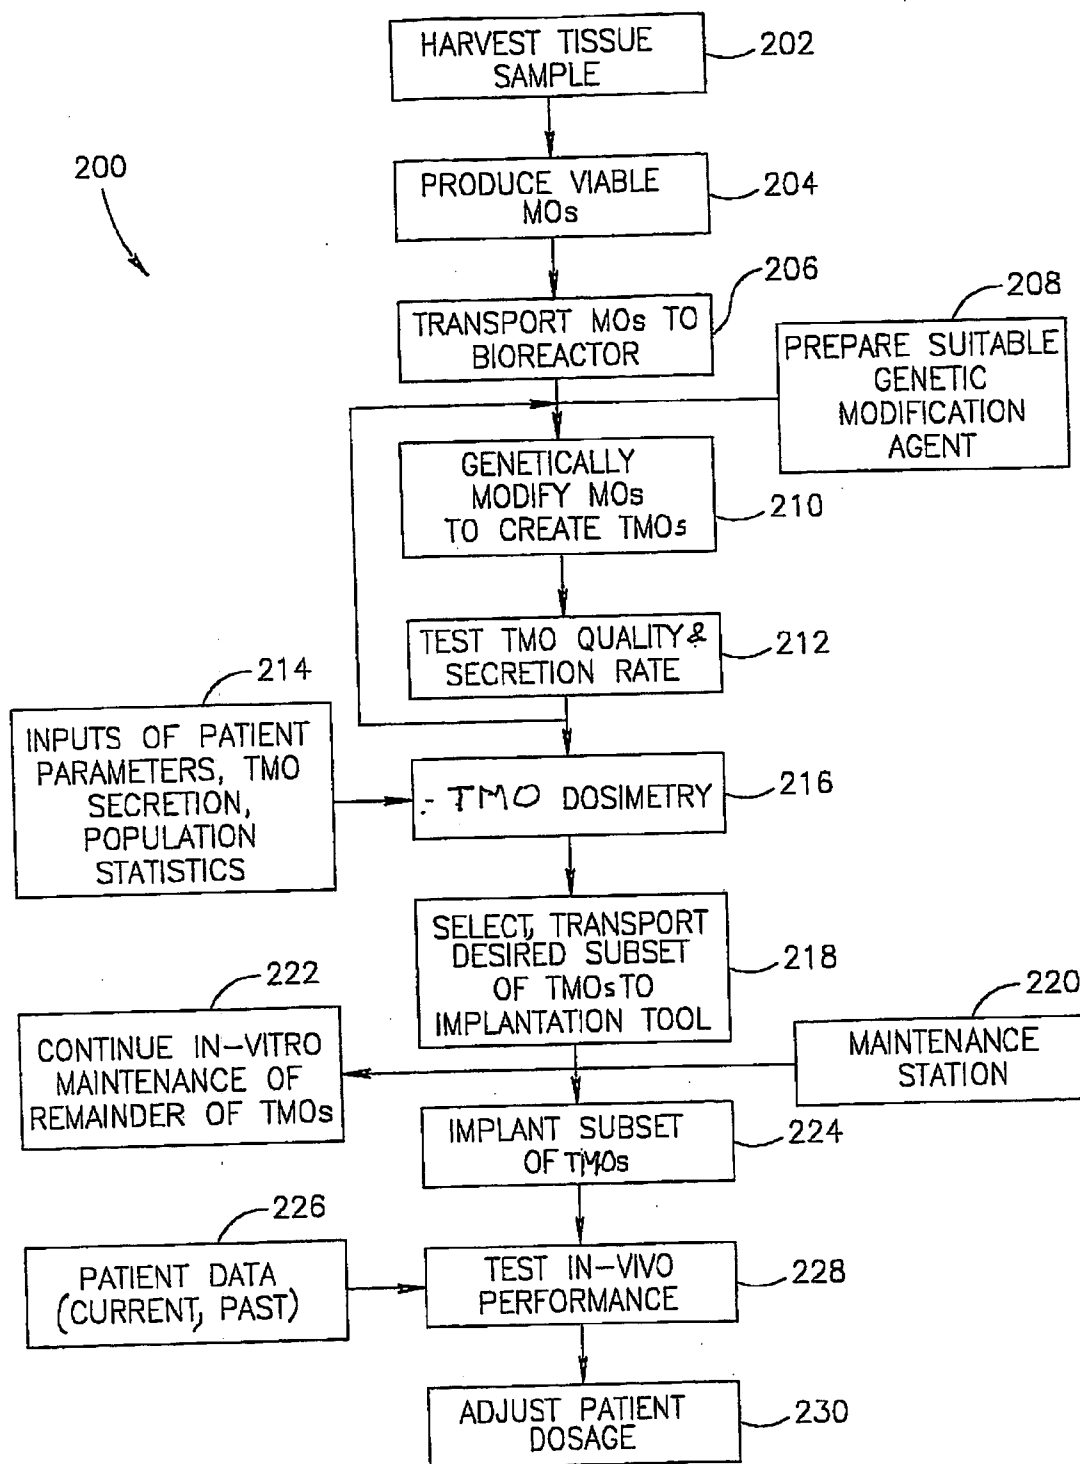 HARVEST TISSUE
SAMPLE
202
200
PRODUCE VIABLE
MOs
204
TRANSPORT MOs TO
BIOREACTOR
206
208
PREPARE SUITABLE
GENETIC
MODIFICATION
AGENT
GENETICALLY
MODIFY MOs
TO CREATE TMOs
210
TEST TMO QUALITY &
SECRETION RATE
212
214
INPUTS OF PATIENT
PARAMETERS, TMO
SECRETION,
POPULATION
STATISTICS
TMO DOSIMETRY
216
SELECT, TRANSPORT
DESIRED SUBSET
OF TMOs TO
IMPLANTATION TOOL
218
222
CONTINUE IN-VITRO
MAINTENANCE OF
REMAINDER OF TMOs
220
MAINTENANCE
STATION
IMPLANT SUBSET
OF TMOs
224
226
PATIENT DATA
(CURRENT, PAST)
TEST IN-VIVO
PERFORMANCE
228
ADJUST PATIENT
DOSAGE
230